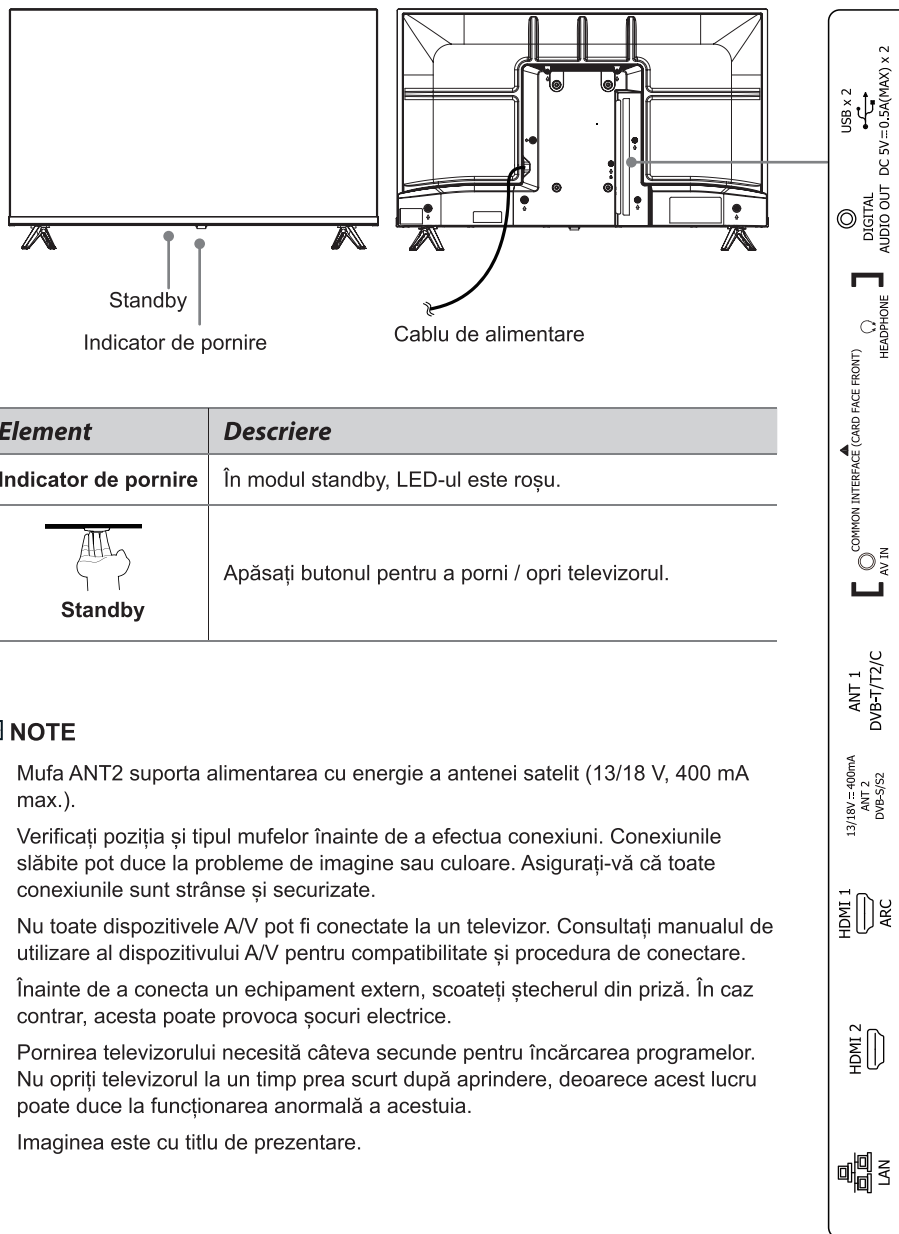 Standby
Indicator de pornire
Cablu de alimentare
Element
Descriere
Indicator de pornire
În modul standby, LED-ul este roșu.
Standby
Apăsați butonul pentru a porni / opri televizorul.
NOTE
Mufa ANT2 suporta alimentarea cu energie a antenei satelit (13/18 V, 400 mA
max.).
Verificați poziția și tipul mufelor înainte de a efectua conexiuni. Conexiunile
slăbite pot duce la probleme de imagine sau culoare. Asigurați-vă că toate
conexiunile sunt strânse și securizate.
Nu toate dispozitivele A/V pot fi conectate la un televizor. Consultați manualul de
utilizare al dispozitivului A/V pentru compatibilitate și procedura de conectare.
Înainte de a conecta un echipament extern, scoateți ștecherul din priză. În caz
contrar, acesta poate provoca șocuri electrice.
Pornirea televizorului necesită câteva secunde pentru încărcarea programelor.
Nu opriți televizorul la un timp prea scurt după aprindere, deoarece acest lucru
poate duce la funcționarea anormală a acestuia.
Imaginea este cu titlu de prezentare.
USB x 2
DC 5V⎓0.5A(MAX) x 2
DIGITAL
AUDIO OUT
HEADPHONE
COMMON INTERFACE (CARD FACE FRONT)
AV IN
ANT 1
DVB-T/T2/C
13/18V⎓400mA
ANT 2
DVB-S/S2
HDMI 1
ARC
HDMI 2
LAN